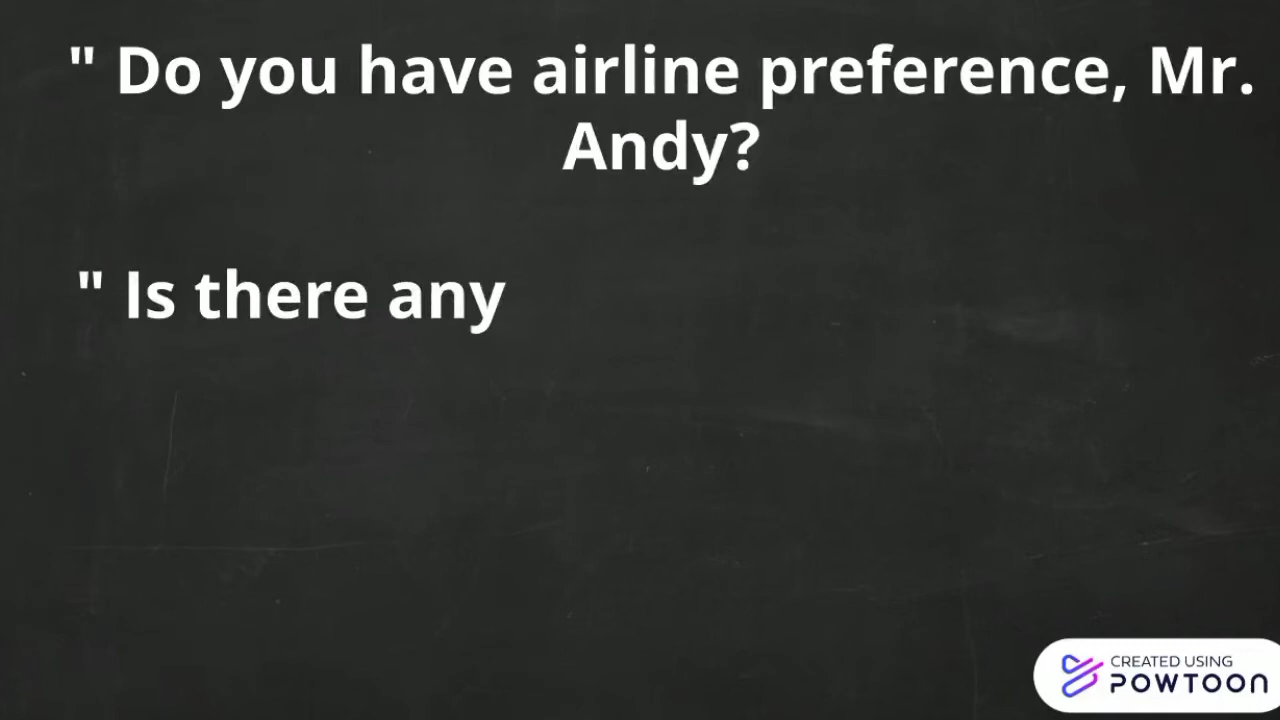 " Do you have airline preference, Mr.
Andy?
" Is there any
CREATED USING
POWTOON